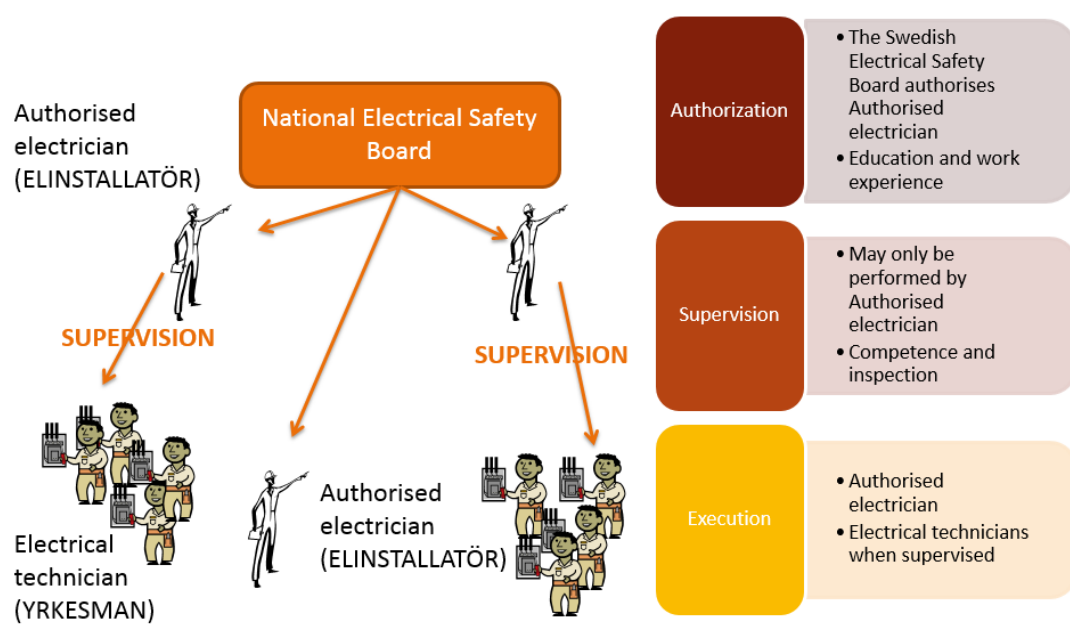 Authorised
electrician
(ELINSTALLATÖR)
National Electrical Safety
Board
SUPERVISION
SUPERVISION
Electrical
technician
(YRKESMAN)
Authorised
electrician
(ELINSTALLATÖR)
Authorization
• The Swedish
Electrical Safety
Board authorises
Authorised
electrician
• Education and work
experience
Supervision
• May only be
performed by
Authorised
electrician
• Competence and
inspection
Execution
• Authorised
electrician
• Electrical technicians
when supervised